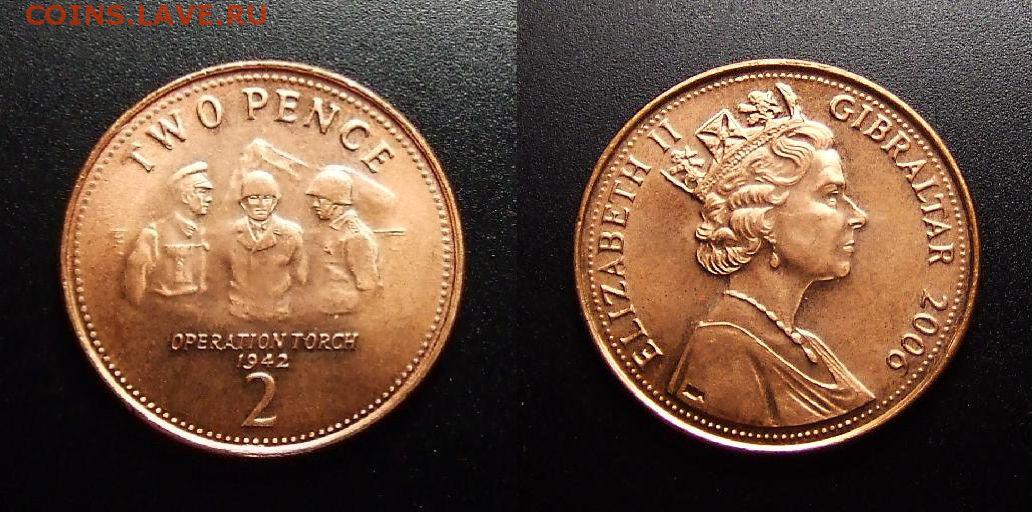 COINS.LAVE.RU
TWO PENCE
OPERATION TORCH
1942
2
ELIZABETH II
GIBRALTAR 2006